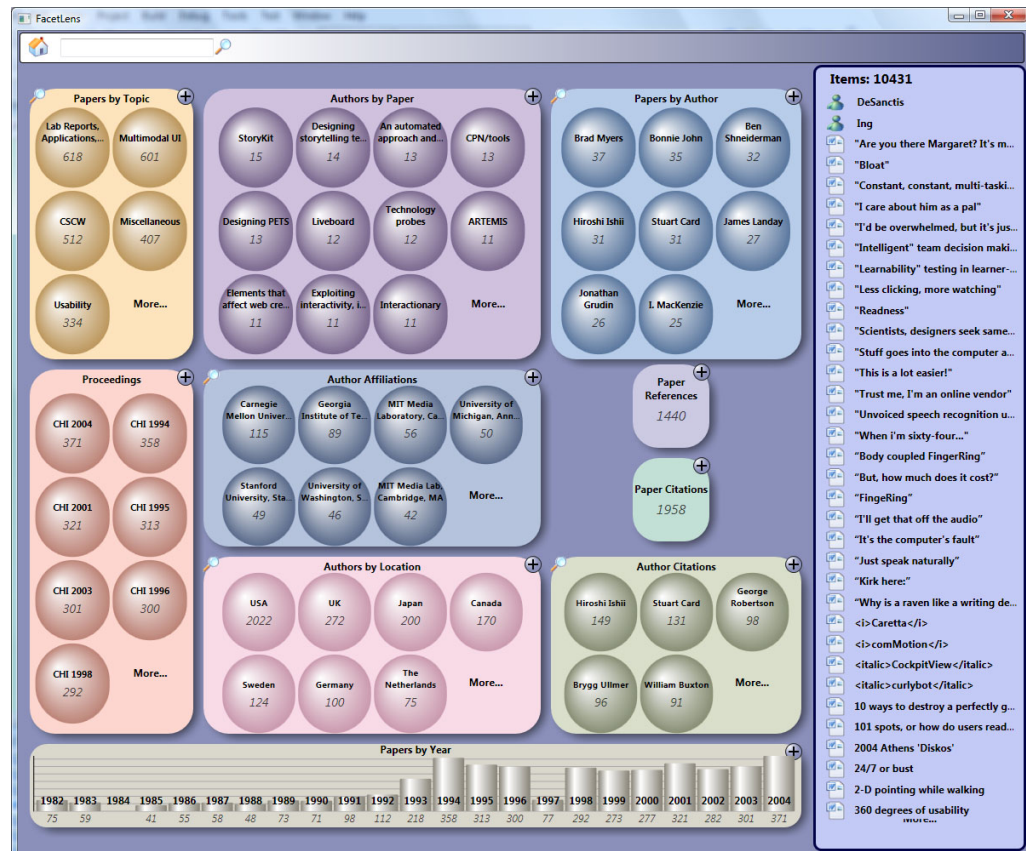 FacetLens
Project Build Debug Tools Test Window Help
Papers by Topic
Lab Reports, Applications,...
618
Multimodal UI
601
CSCW
512
Miscellaneous
407
Usability
334
More...
Authors by Paper
StoryKit
15
Designing storytelling te...
14
An automated approach and...
13
CPN/tools
13
Designing PETS
13
Liveboard
12
Technology probes
12
ARTEMIS
11
Elements that affect web cre...
11
Exploiting interactivity, i...
11
Interactionary
11
More...
Papers by Author
Brad Myers
37
Bonnie John
35
Ben Shneiderman
32
Hiroshi Ishii
31
Stuart Card
31
James Landay
27
Jonathan Grudin
26
I. MacKenzie
25
More...
Proceedings
CHI 2004
371
CHI 1994
358
CHI 2001
321
CHI 1995
313
CHI 2003
301
CHI 1996
300
CHI 1998
292
More...
Author Affiliations
Carnegie Mellon Univer...
115
Georgia Institute of Te...
89
MIT Media Laboratory, Ca...
56
University of Michigan, Ann...
50
Stanford University, Sta...
49
University of Washington, S...
46
MIT Media Lab, Cambridge, MA
42
More...
Paper References
1440
Paper Citations
1958
Authors by Location
USA
2022
UK
272
Japan
200
Canada
170
Sweden
124
Germany
100
The Netherlands
75
More...
Author Citations
Hiroshi Ishii
149
Stuart Card
131
George Robertson
98
Brygg Ullmer
96
William Buxton
91
More...
Papers by Year
1982 1983 1984 1985 1986 1987 1988 1989 1990 1991 1992 1993 1994 1995 1996 1997 1998 1999 2000 2001 2002 2003 2004
75 59 41 55 58 48 73 71 98 112 218 358 313 300 77 292 273 277 321 282 301 371
Items: 10431
DeSanctis
Ing
"Are you there Margaret? It's m...
"Bloat"
"Constant, constant, multi-taski...
"I care about him as a pal"
"I'd be overwhelmed, but it's jus...
"Intelligent" team decision maki...
"Learnability" testing in learner-...
"Less clicking, more watching"
"Readness"
"Scientists, designers seek same...
"Stuff goes into the computer a...
"This is a lot easier!"
"Trust me, I'm an online vendor"
"Unvoiced speech recognition u...
"When i'm sixty-four..."
“Body coupled FingerRing”
“But, how much does it cost?”
“FingeRing”
“I'll get that off the audio”
“It's the computer's fault”
“Just speak naturally”
“Kirk here:”
“Why is a raven like a writing de...
<i>Caretta</i>
<i>comMotion</i>
<italic>CockpitView</italic>
<italic>curlybot</italic>
10 ways to destroy a perfectly g...
101 spots, or how do users read...
2004 Athens 'Diskos'
24/7 or bust
2-D pointing while walking
360 degrees of usability
More...